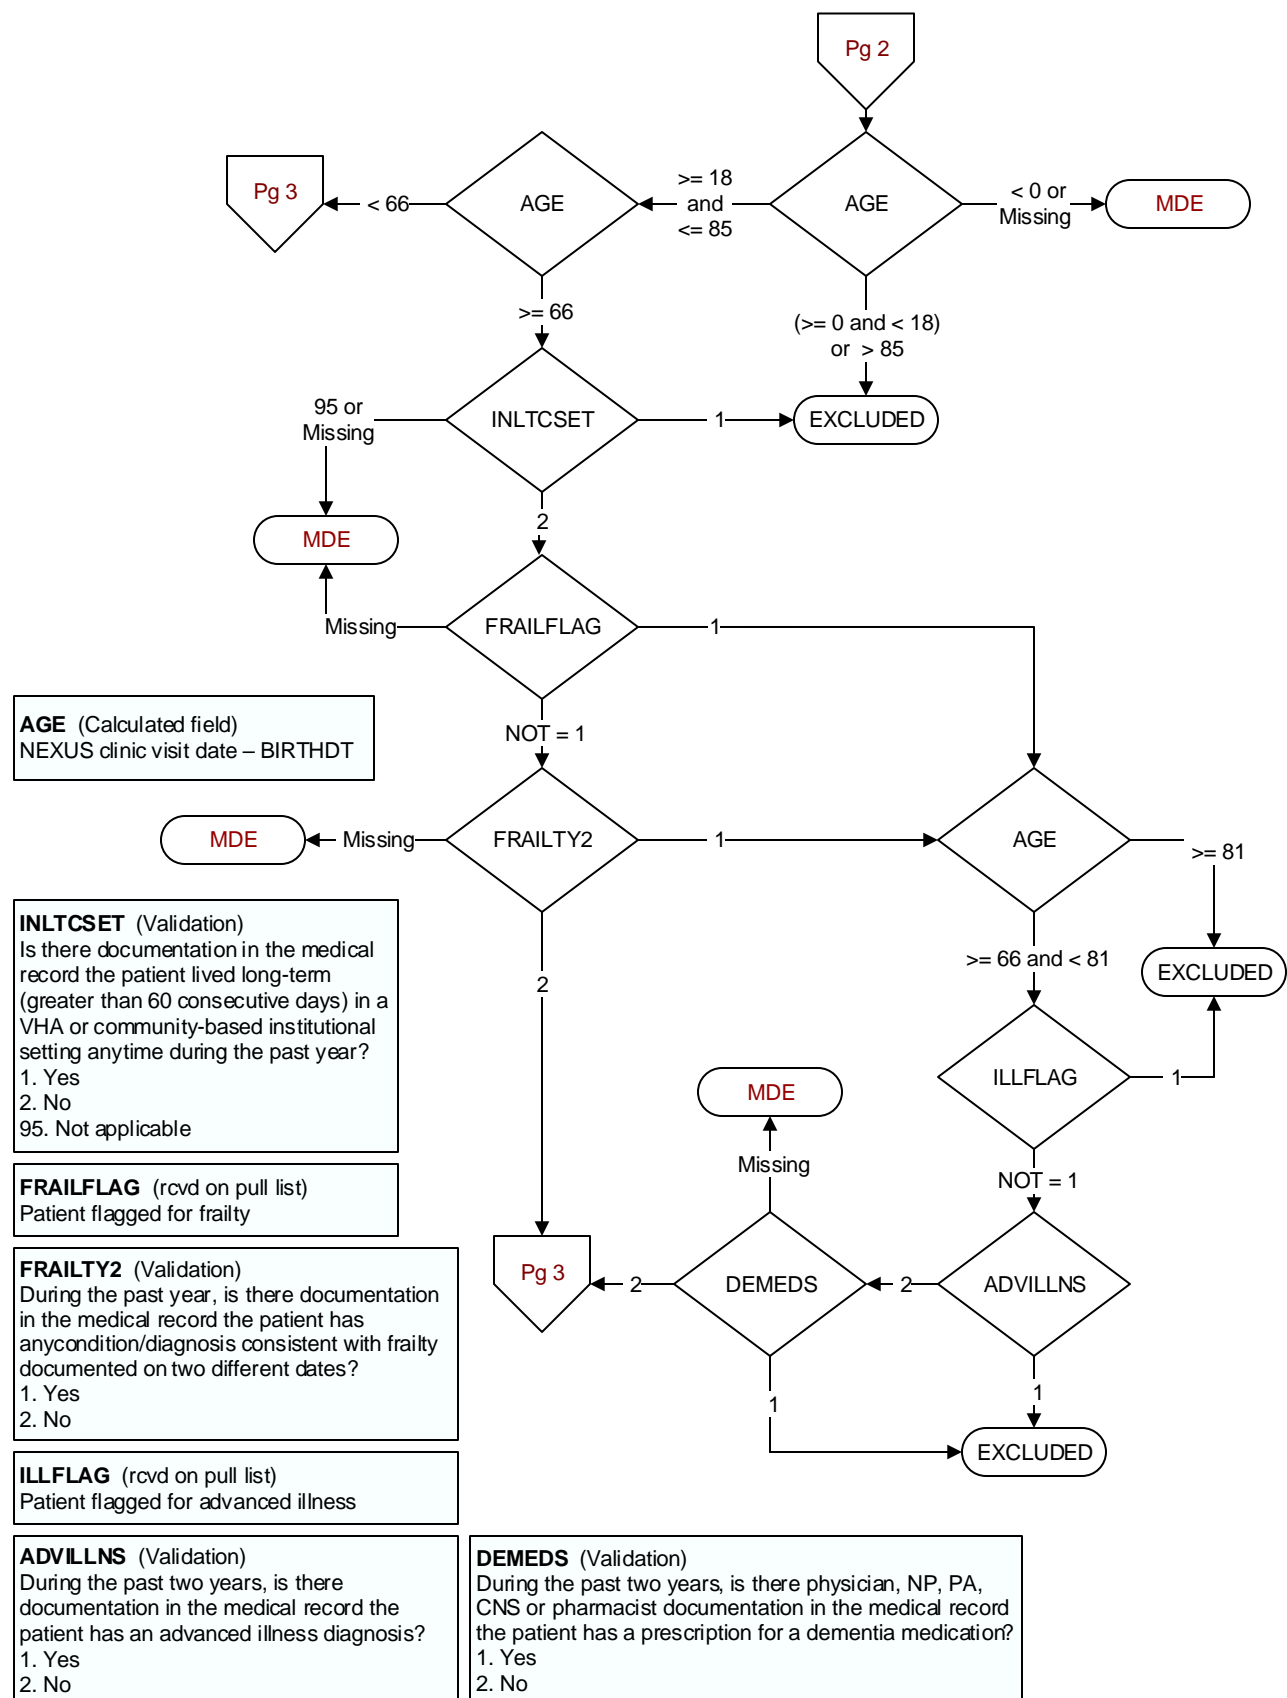 Pg 2
Pg 3
< 66
AGE
>= 18
and
<= 85
AGE
< 0 or
Missing
MDE
>= 66
(>= 0 and < 18)
or > 85
95 or
Missing
INLTCSET
1
EXCLUDED
MDE
2
Missing
FRAILFLAG
1
AGE (Calculated field)
NEXUS clinic visit date – BIRTHDT
NOT = 1
MDE
Missing
FRAILTY2
1
AGE
>= 81
INLTCSET (Validation)
Is there documentation in the medical
record the patient lived long-term
(greater than 60 consecutive days) in a
VHA or community-based institutional
setting anytime during the past year?
1. Yes
2. No
95. Not applicable
2
>= 66 and < 81
EXCLUDED
ILLFLAG
1
MDE
Missing
NOT = 1
FRAILFLAG (rcvd on pull list)
Patient flagged for frailty
FRAILTY2 (Validation)
During the past year, is there documentation
in the medical record the patient has
anycondition/diagnosis consistent with frailty
documented on two different dates?
1. Yes
2. No
Pg 3
2
DEMEDS
2
ADVILLNS
1
1
EXCLUDED
ILLFLAG (rcvd on pull list)
Patient flagged for advanced illness
ADVILLNS (Validation)
During the past two years, is there
documentation in the medical record the
patient has an advanced illness diagnosis?
1. Yes
2. No
DEMEDS (Validation)
During the past two years, is there physician, NP, PA,
CNS or pharmacist documentation in the medical record
the patient has a prescription for a dementia medication?
1. Yes
2. No